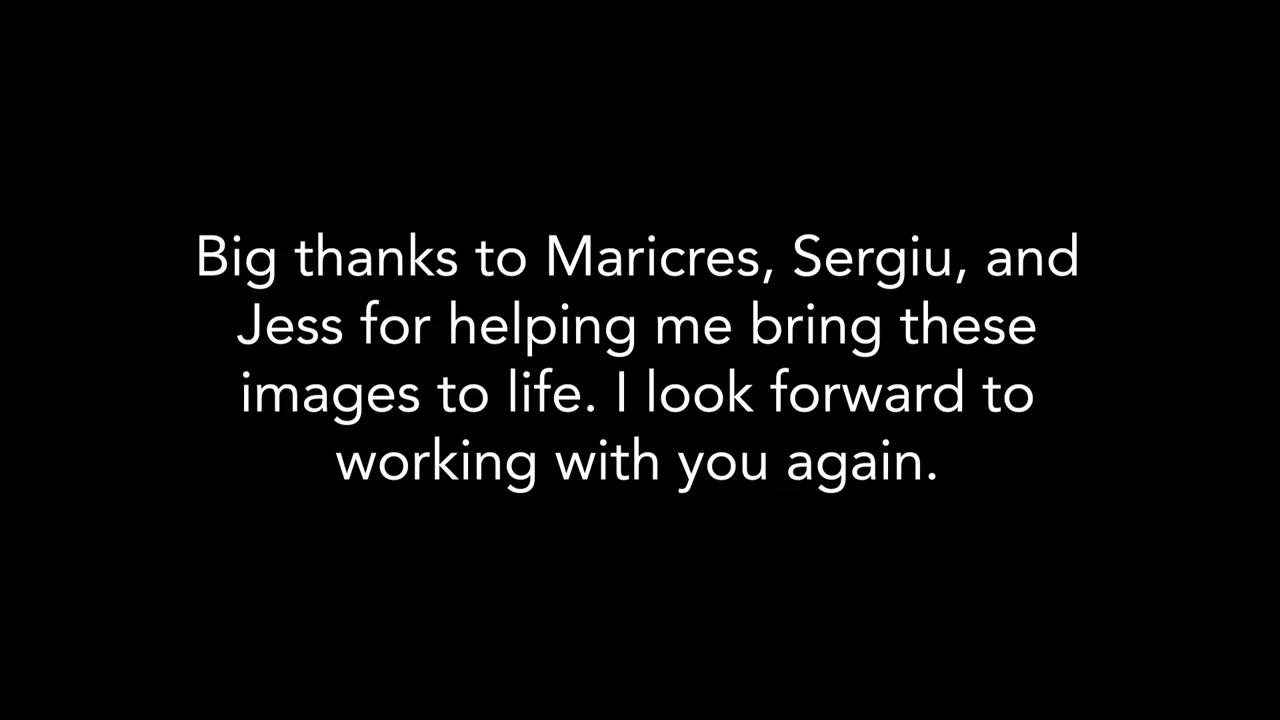 Big thanks to Maricres, Sergiu, and
Jess for helping me bring these
images to life. I look forward to
working with you again.